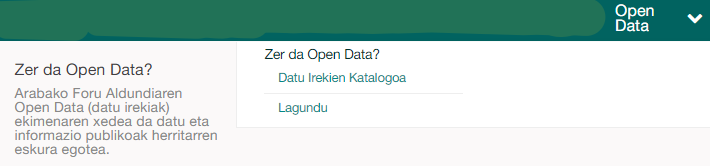 Open
Data
Zer da Open Data?
Arabako Foru Aldundiaren
Open Data (datu irekiak)
ekimenaren xedea da datu eta
informazio publikoak herritarren
eskura egotea.
Zer da Open Data?
Datu Irekien Katalogoa
Lagundu